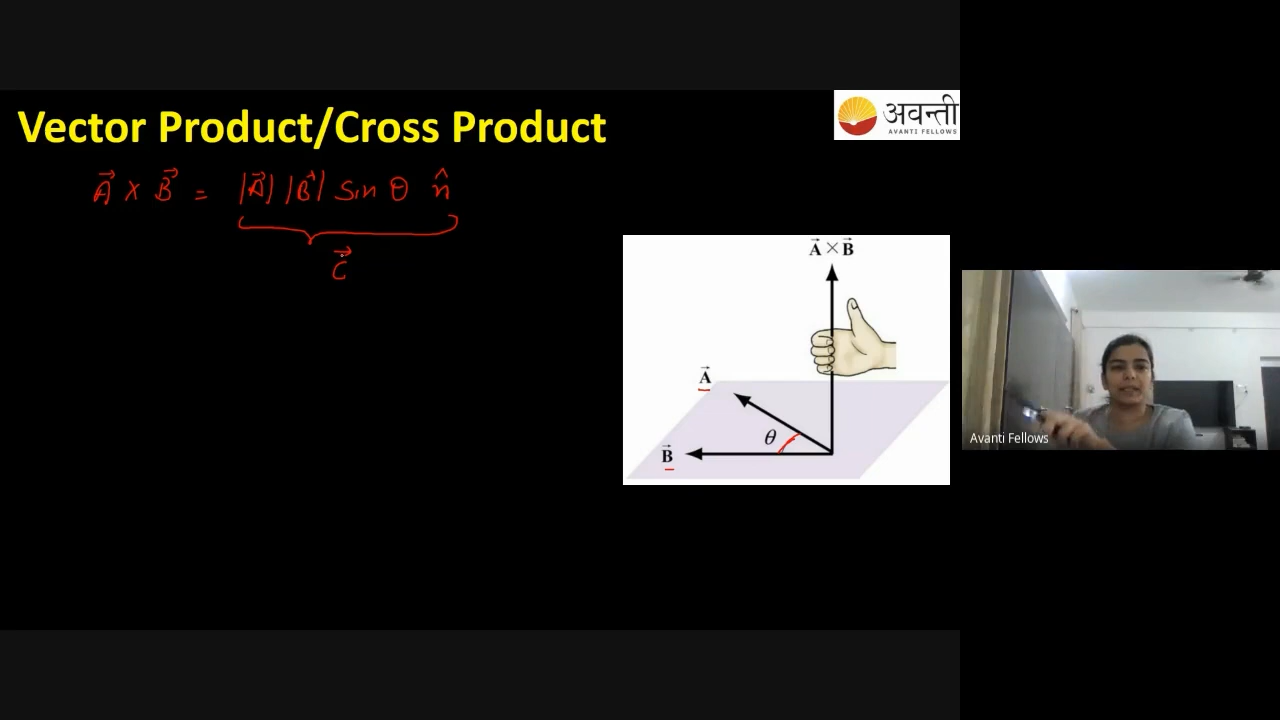 Vector Product/Cross Product
अवन्ती
AVANTI FELLOWS
A⃗ × B⃗ = |A⃗| |B⃗| Sin θ n̂
C⃗
A⃗ × B⃗
A⃗
θ
B⃗
Avanti Fellows